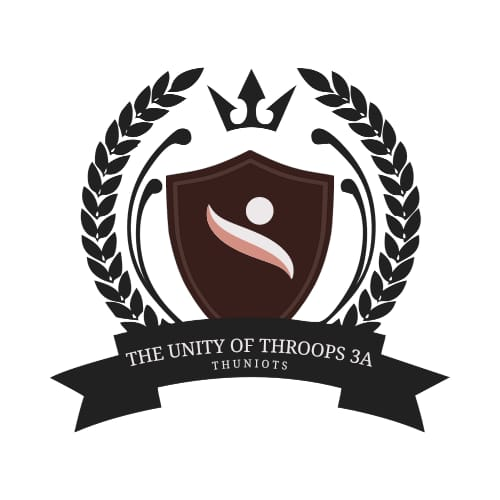 THE UNITY OF THROOPS 3A
THUNIOTS